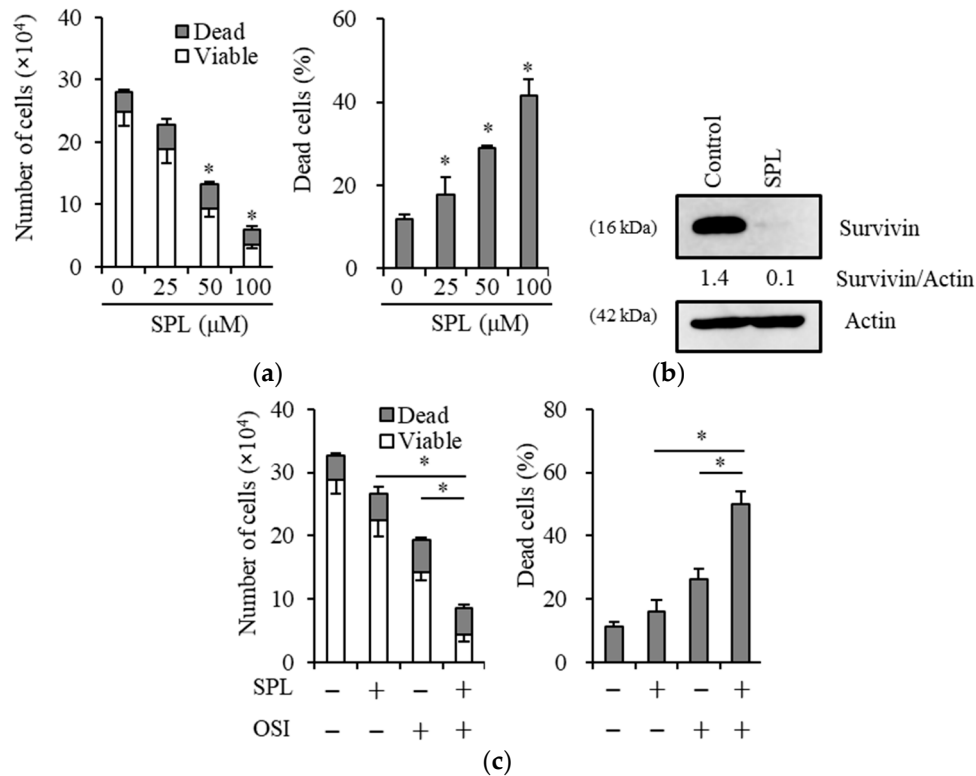 40
30
20
10
0
Number of cells (×10⁴)
Dead
Viable
*
*
0 25 50 100
SPL (μM)
60
40
20
0
Dead cells (%)
*
*
*
0 25 50 100
SPL (μM)
(a)
Control
SPL
(16 kDa)
Survivin
1.4 0.1 Survivin/Actin
(42 kDa)
Actin
(b)
40
30
20
10
0
Number of cells (×10⁴)
Dead
Viable
*
*
80
60
40
20
0
Dead cells (%)
*
*
SPL − + − + − + − +
OSI − − + + − − + +
(c)